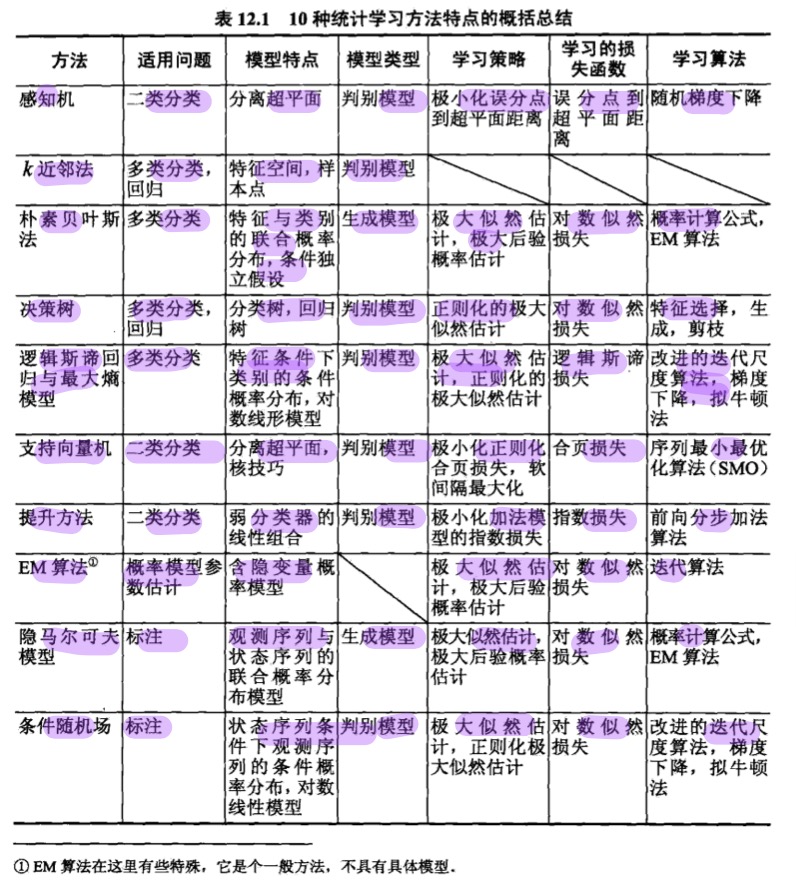 表 12.1 10 种统计学习方法特点的概括总结
方法 适用问题 模型特点 模型类型 学习策略 学习的损失函数 学习算法
感知机 二类分类 分离超平面 判别模型 极小化误分点到超平面距离 误分点到超平面距离 随机梯度下降
k 近邻法 多类分类，回归 特征空间，样本点 判别模型
朴素贝叶斯法 多类分类 特征与类别的联合概率分布，条件独立假设 生成模型 极大似然估计，极大后验概率估计 对数似然损失 概率计算公式，EM 算法
决策树 多类分类，回归 分类树，回归树 判别模型 正则化的极大似然估计 对数似然损失 特征选择，生成，剪枝
逻辑斯谛回归与最大熵模型 多类分类 特征条件下类别的条件概率分布，对数线形模型 判别模型 极大似然估计，正则化的极大似然估计 逻辑斯谛损失 改进的迭代尺度算法，梯度下降，拟牛顿法
支持向量机 二类分类 分离超平面，核技巧 判别模型 极小化正则化合页损失，软间隔最大化 合页损失 序列最小最优化算法（SMO）
提升方法 二类分类 弱分类器的线性组合 判别模型 极小化加法模型的指数损失 指数损失 前向分步加法算法
EM 算法① 概率模型参数估计 含隐变量概率模型 极大似然估计，极大后验概率估计 对数似然损失 迭代算法
隐马尔可夫模型 标注 观测序列与状态序列的联合概率分布模型 生成模型 极大似然估计，极大后验概率估计 对数似然损失 概率计算公式，EM 算法
条件随机场 标注 状态序列条件下观测序列的条件概率分布，对数线性模型 判别模型 极大似然估计，正则化极大似然估计 对数似然损失 改进的迭代尺度算法，梯度下降，拟牛顿法
① EM 算法在这里有些特殊，它是个一般方法，不具有具体模型．